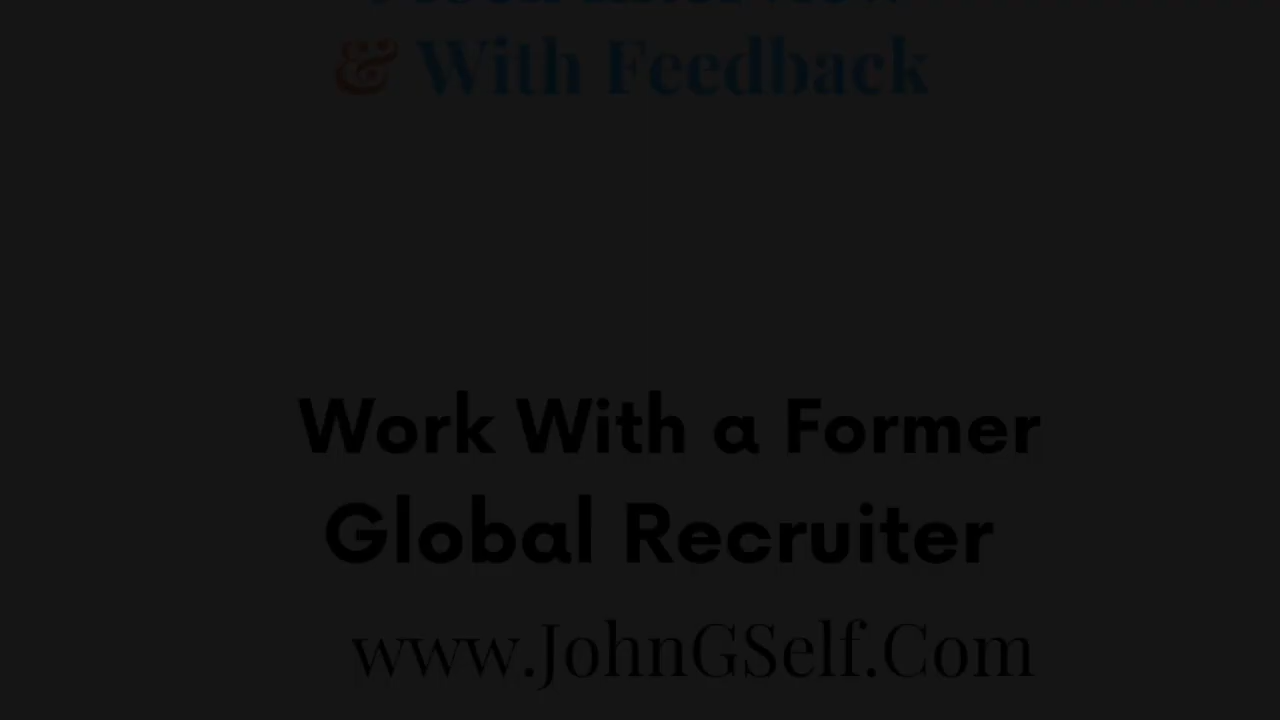 & With Feedback
Work With a Former
Global Recruiter
www.JohnGSelf.Com